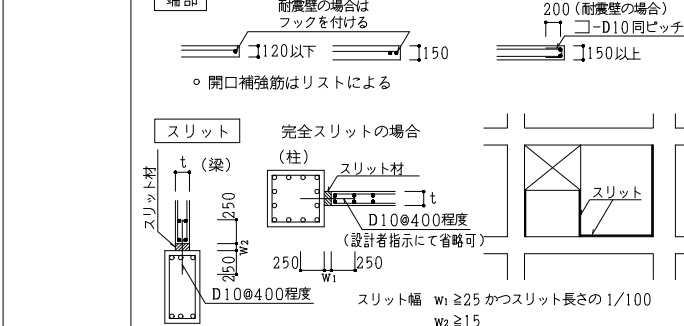 端部
耐震壁の場合は
フックを付ける
200(耐震壁の場合)
コ-D10同ピッチ
120以下
150
150以上
○ 開口補強筋はリストによる
スリット
完全スリットの場合
t (梁)
(柱)
スリット材
スリット材
250
W2
250
t
D10@400程度
(設計者指示にて省略可)
250
W1
250
D10@400程度
スリット
スリット幅 W1≧25かつスリット長さの1/100
W2≧15